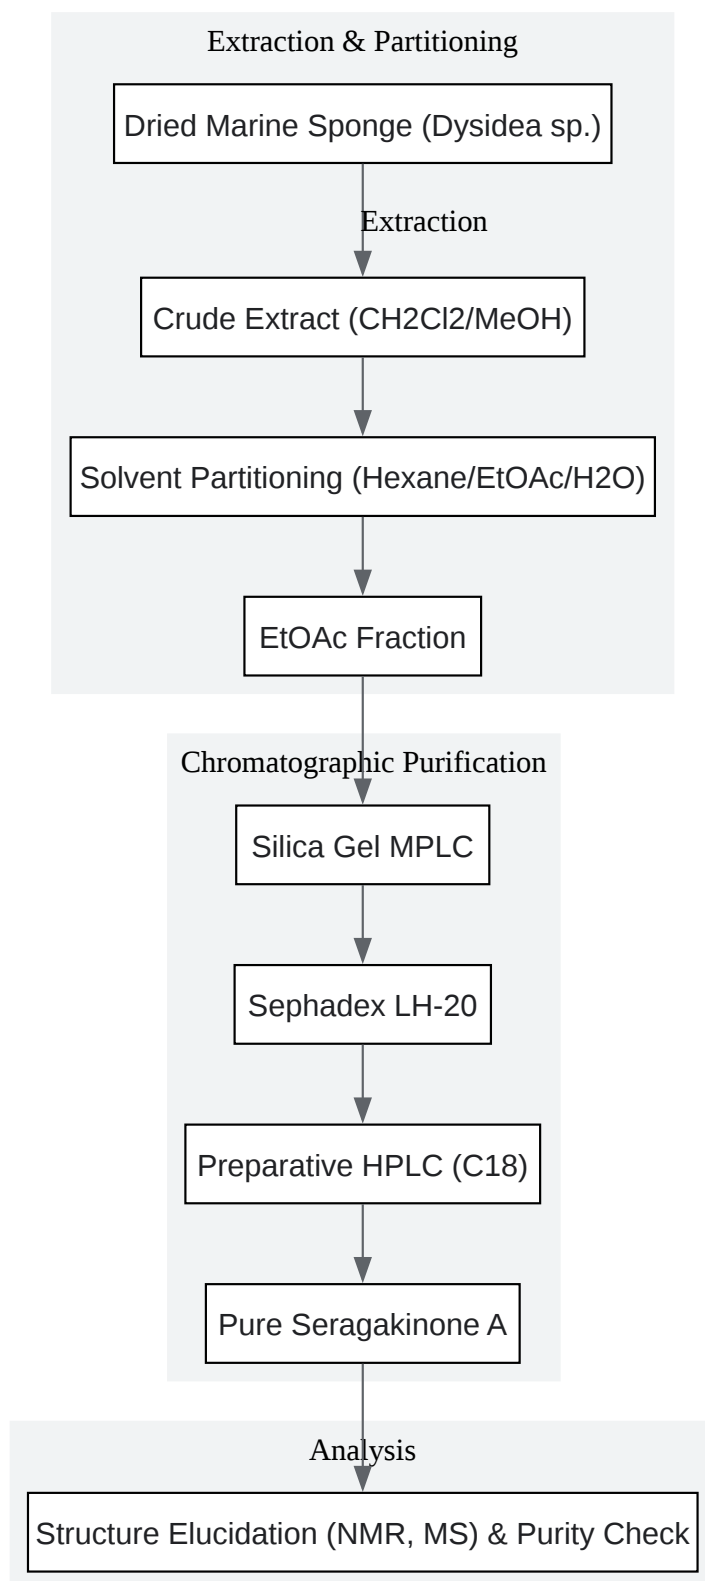 Extraction & Partitioning
Dried Marine Sponge (Dysidea sp.)
Extraction
Crude Extract (CH2Cl2/MeOH)
Solvent Partitioning (Hexane/EtOAc/H2O)
EtOAc Fraction
Chromatographic Purification
Silica Gel MPLC
Sephadex LH-20
Preparative HPLC (C18)
Pure Seragakinone A
Analysis
Structure Elucidation (NMR, MS) & Purity Check